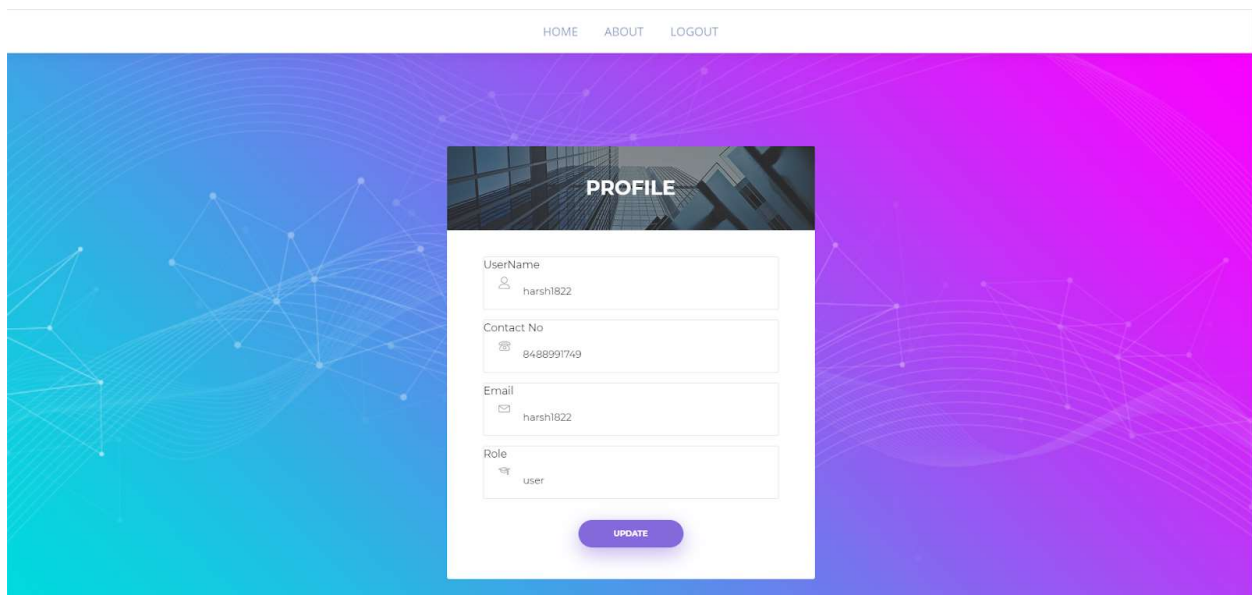 HOME ABOUT LOGOUT
PROFILE
UserName
harsh1822
Contact No
8488991749
Email
harsh1822
Role
user
UPDATE